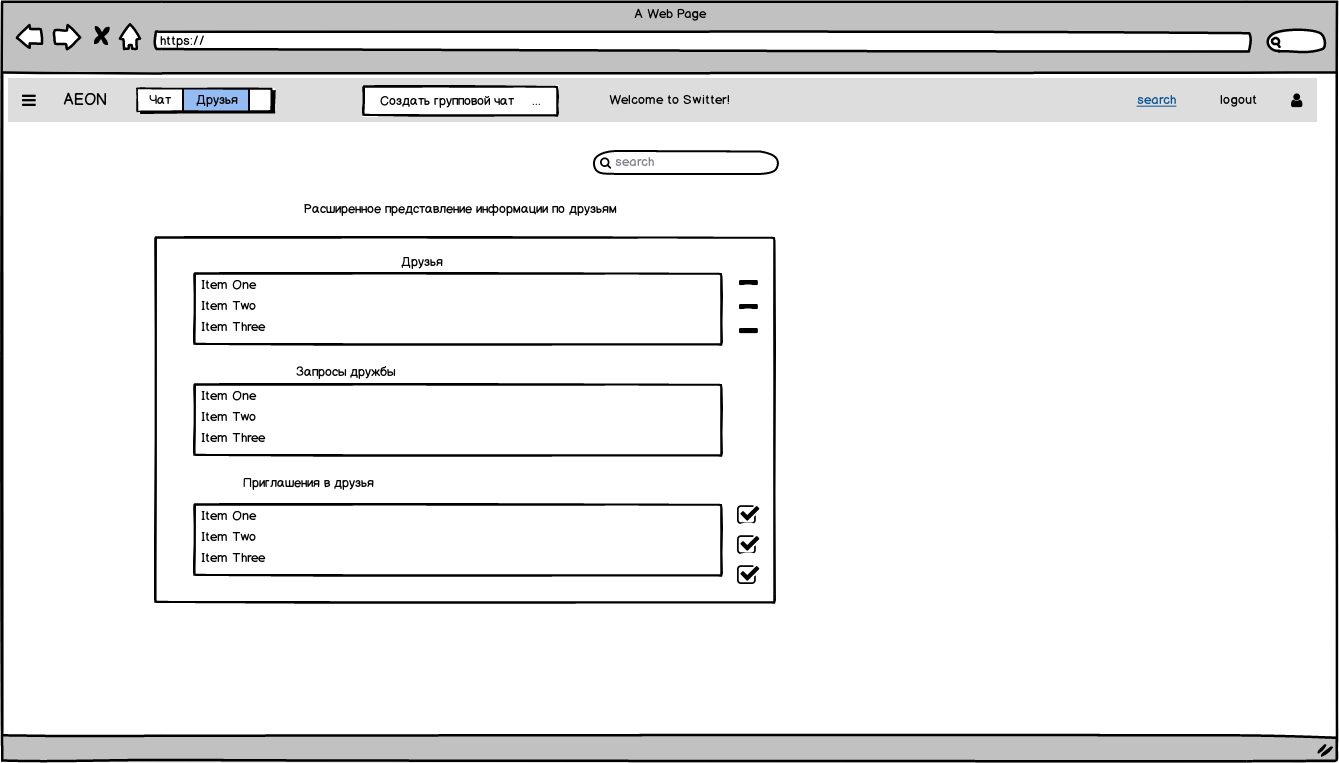 A Web Page
https://
AEON
Чат
Друзья
Создать групповой чат ...
Welcome to Switter!
search
logout
search
Расширенное представление информации по друзьям
Друзья
Item One
Item Two
Item Three
Запросы дружбы
Item One
Item Two
Item Three
Приглашения в друзья
Item One
Item Two
Item Three